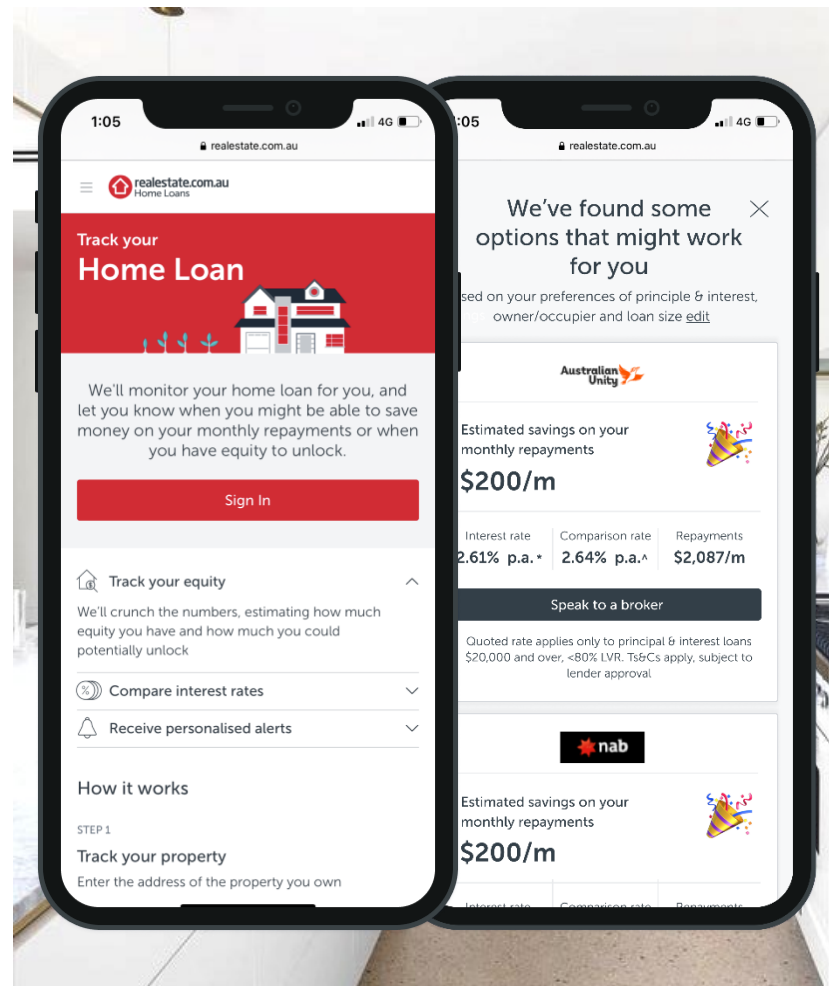 1:05
4G
realestate.com.au
realestate.com.au
Home Loans
Track your
Home Loan
We'll monitor your home loan for you, and
let you know when you might be able to save
money on your monthly repayments or when
you have equity to unlock.
Sign In
Track your equity
We'll crunch the numbers, estimating how much
equity you have and how much you could
potentially unlock
% Compare interest rates
Receive personalised alerts
How it works
STEP 1
Track your property
Enter the address of the property you own
:05
4G
realestate.com.au
We've found some
options that might work
for you
sed on your preferences of principle & interest,
owner/occupier and loan size edit
Australian
Unity
Estimated savings on your
monthly repayments
$200/m
Interest rate Comparison rate Repayments
2.61% p.a.* 2.64% p.a.^ $2,087/m
Speak to a broker
Quoted rate applies only to principal & interest loans
$20,000 and over, <80% LVR. Ts&Cs apply, subject to
lender approval
nab
Estimated savings on your
monthly repayments
$200/m
Interest rate Comparison rate Repayments